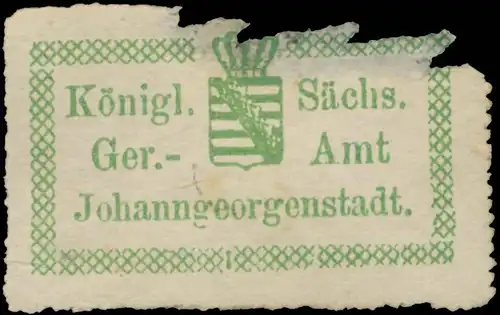 Königl. Sächs.
Ger.- Amt
Johanngeorgenstadt.